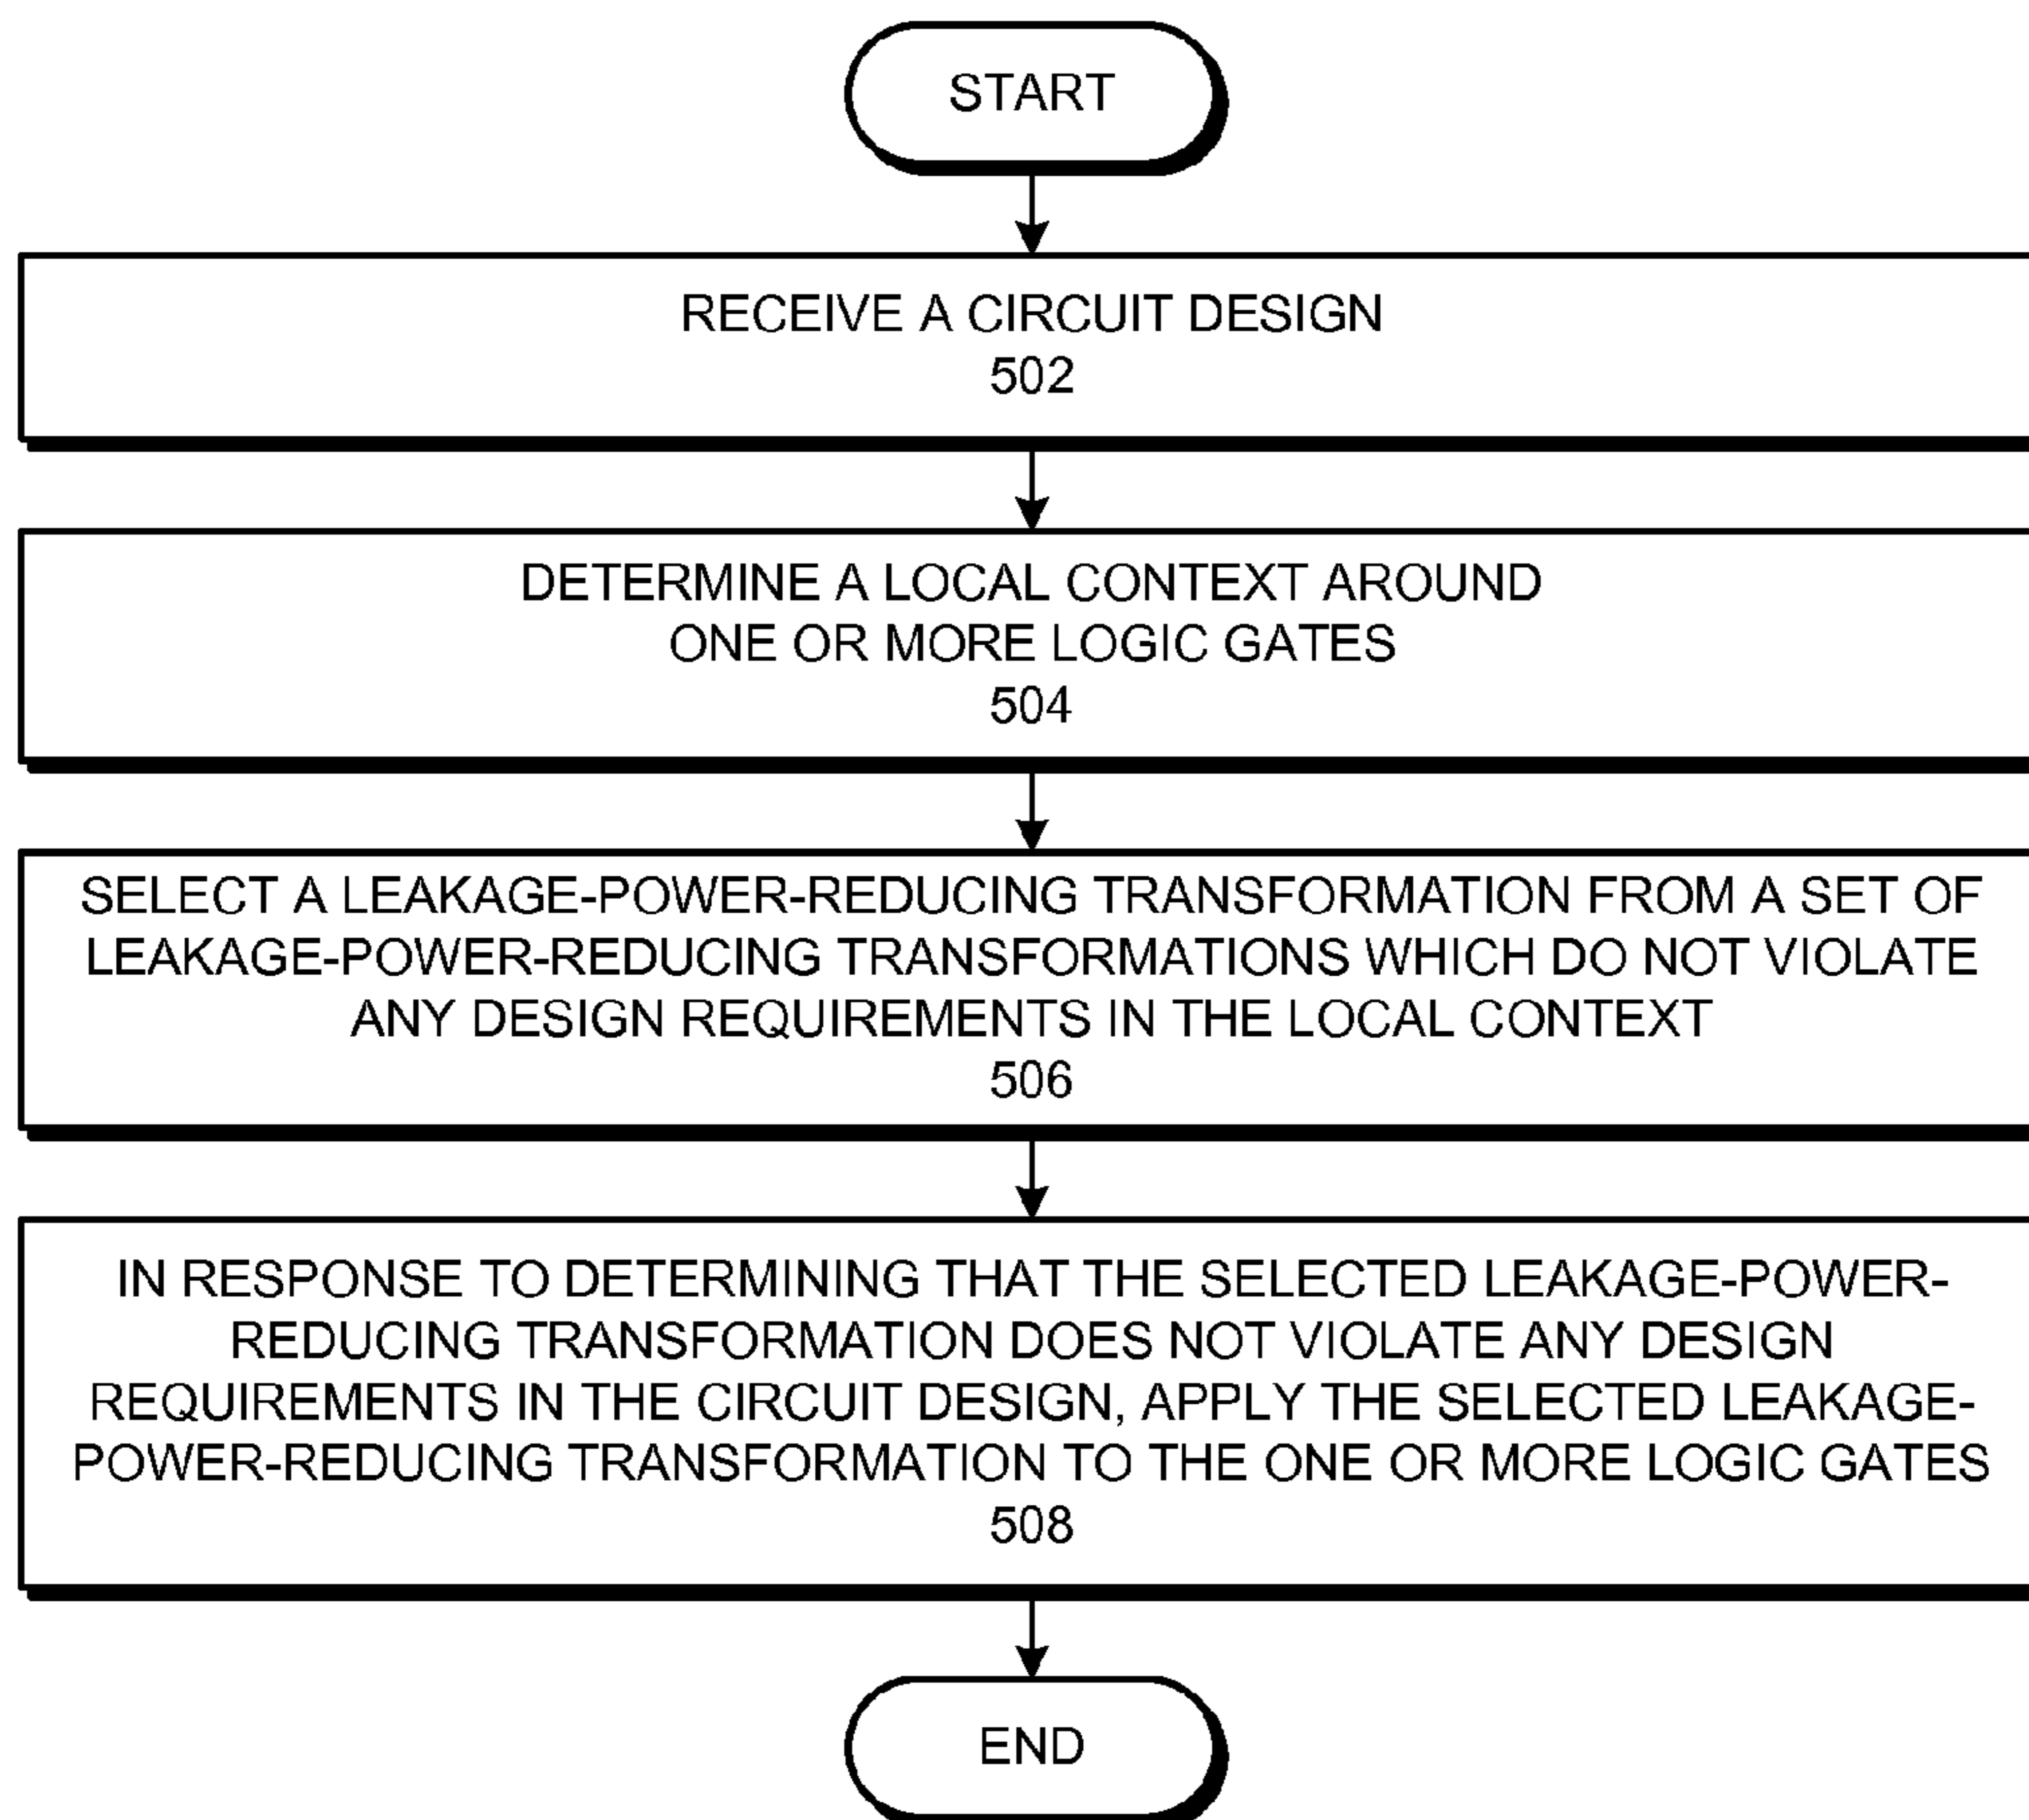 START
RECEIVE A CIRCUIT DESIGN
502
DETERMINE A LOCAL CONTEXT AROUND
ONE OR MORE LOGIC GATES
504
SELECT A LEAKAGE-POWER-REDUCING TRANSFORMATION FROM A SET OF
LEAKAGE-POWER-REDUCING TRANSFORMATIONS WHICH DO NOT VIOLATE
ANY DESIGN REQUIREMENTS IN THE LOCAL CONTEXT
506
IN RESPONSE TO DETERMINING THAT THE SELECTED LEAKAGE-POWER-
REDUCING TRANSFORMATION DOES NOT VIOLATE ANY DESIGN
REQUIREMENTS IN THE CIRCUIT DESIGN, APPLY THE SELECTED LEAKAGE-
POWER-REDUCING TRANSFORMATION TO THE ONE OR MORE LOGIC GATES
508
END